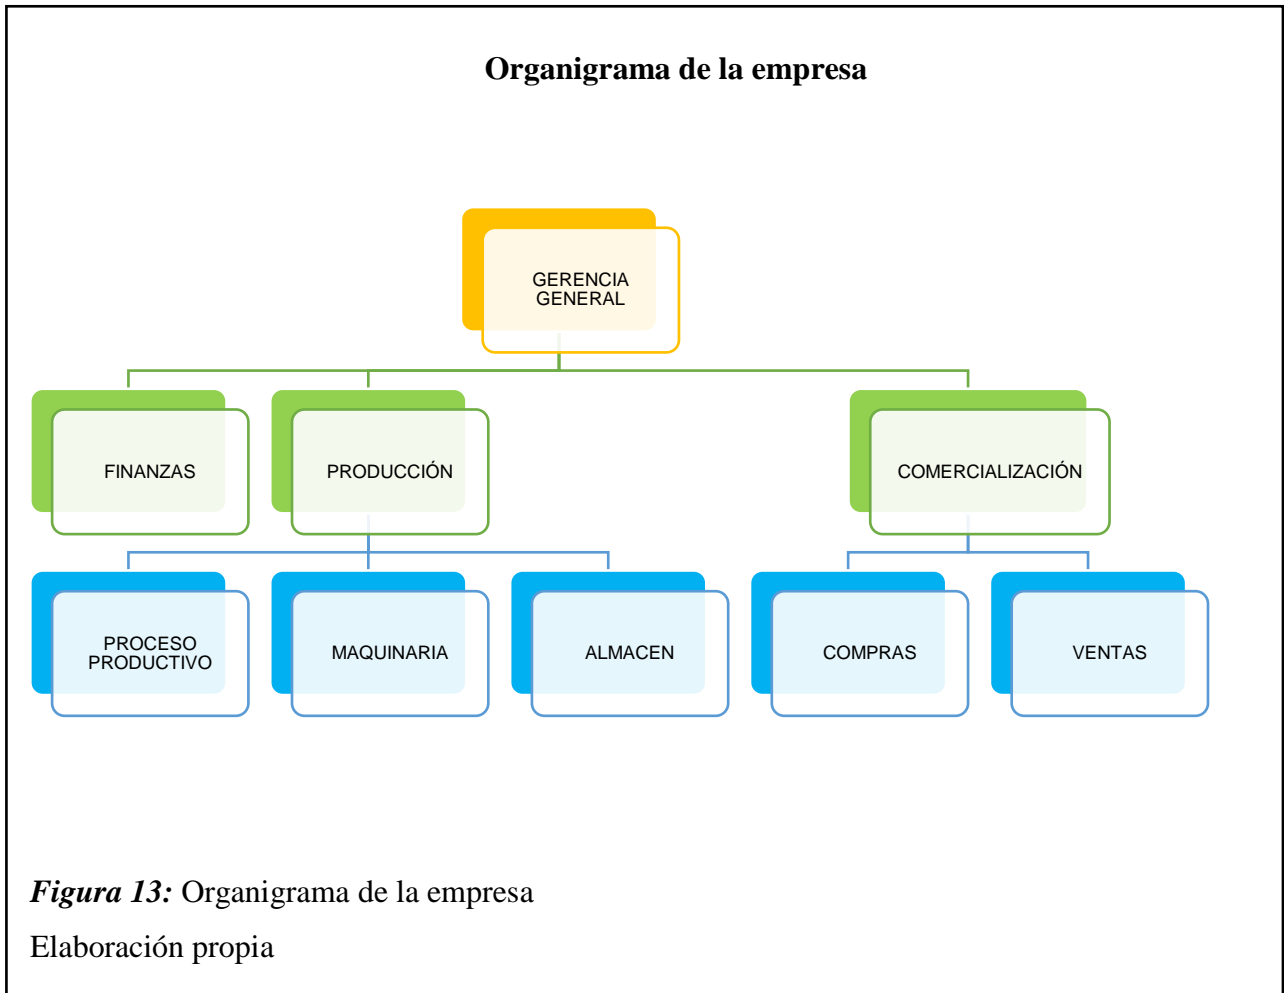 Organigrama de la empresa
GERENCIA
GENERAL
FINANZAS
PRODUCCIÓN
COMERCIALIZACIÓN
PROCESO
PRODUCTIVO
MAQUINARIA
ALMACEN
COMPRAS
VENTAS
Figura 13: Organigrama de la empresa
Elaboración propia